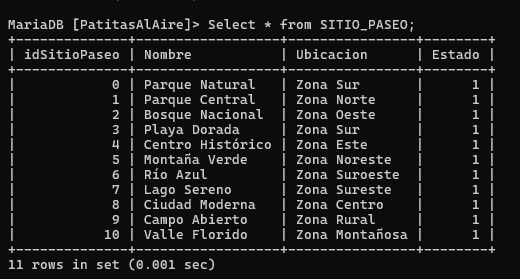 MariaDB [PatitasAlAire]> Select * from SITIO_PASEO;
+--------------+------------------+----------------+--------+
| idSitioPaseo | Nombre           | Ubicacion      | Estado |
+--------------+------------------+----------------+--------+
|            0 | Parque Natural   | Zona Sur       |      1 |
|            1 | Parque Central   | Zona Norte     |      1 |
|            2 | Bosque Nacional  | Zona Oeste     |      1 |
|            3 | Playa Dorada     | Zona Sur       |      1 |
|            4 | Centro Histórico | Zona Este      |      1 |
|            5 | Montaña Verde    | Zona Noreste   |      1 |
|            6 | Río Azul         | Zona Suroeste  |      1 |
|            7 | Lago Sereno      | Zona Sureste   |      1 |
|            8 | Ciudad Moderna   | Zona Centro    |      1 |
|            9 | Campo Abierto    | Zona Rural     |      1 |
|           10 | Valle Florido    | Zona Montañosa |      1 |
+--------------+------------------+----------------+--------+
11 rows in set (0.001 sec)